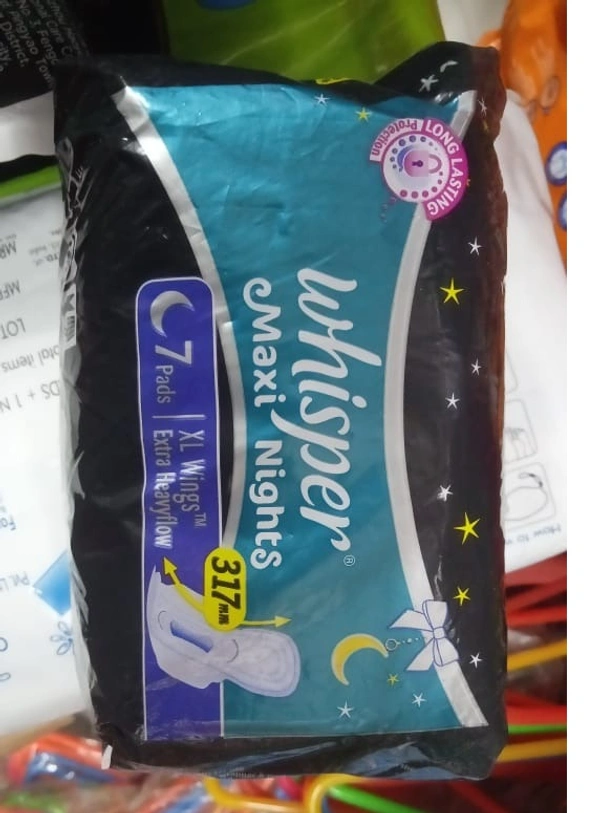 LONG LASTING
Protection
whisper®
Maxi Nights
7 Pads | XL Wings™
Extra Heavyflow
317mm